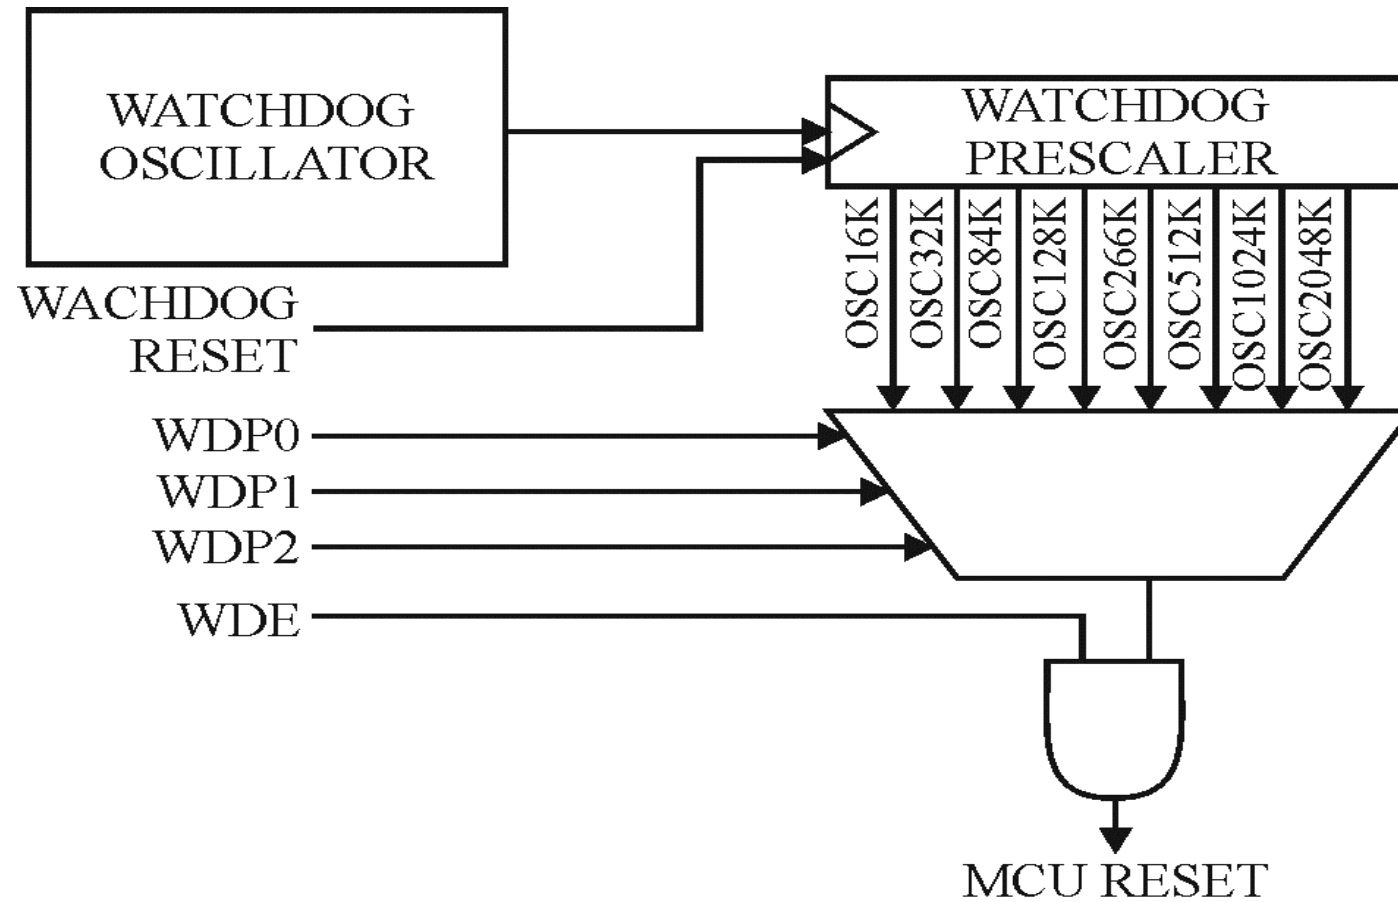 WATCHDOG
OSCILLATOR
WATCHDOG
PRESCALER
WACHDOG
RESET
OSC16K
OSC32K
OSC84K
OSC128K
OSC266K
OSC512K
OSC1024K
OSC2048K
WDP0
WDP1
WDP2
WDE
MCU RESET